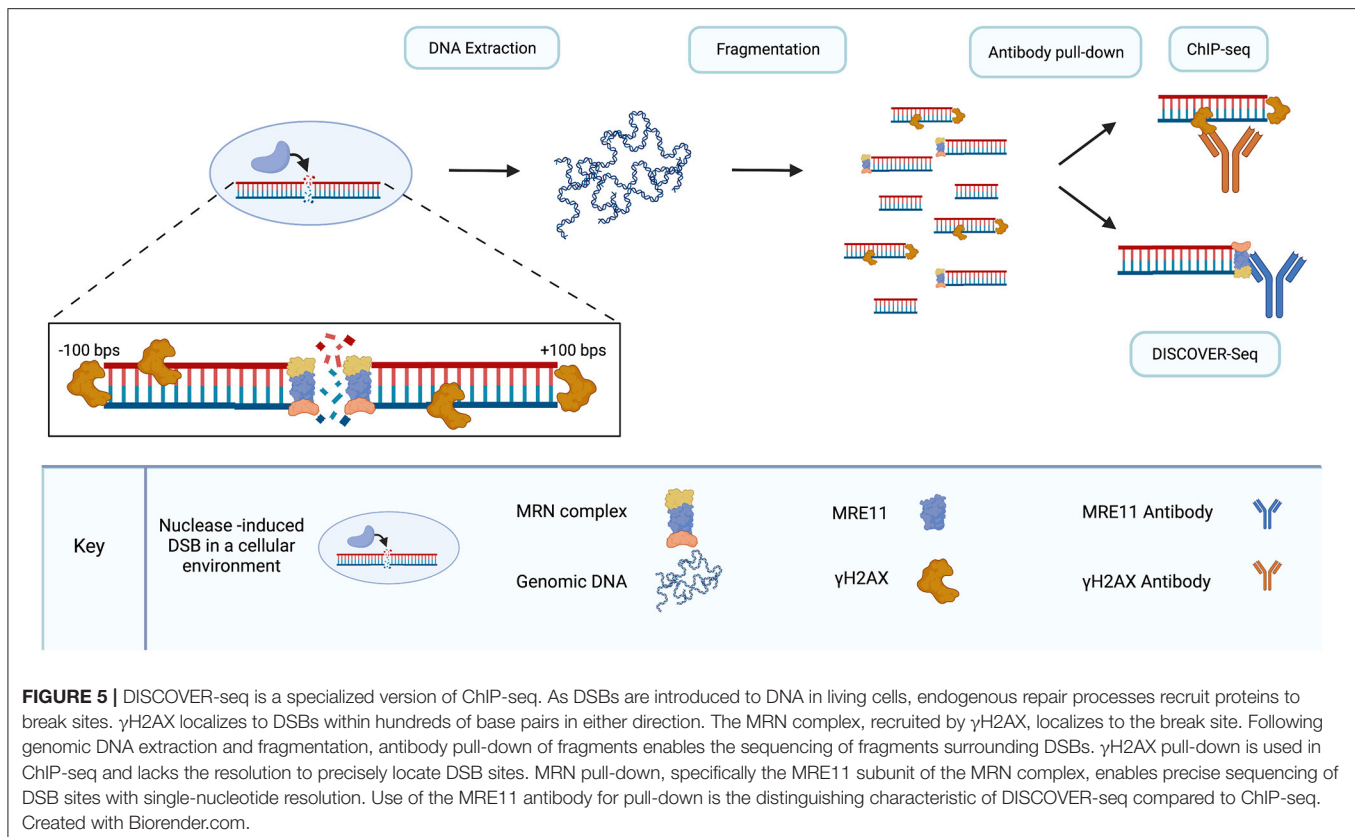 DNA Extraction
Fragmentation
Antibody pull-down
ChIP-seq
-100 bps
+100 bps
DISCOVER-Seq
Key
Nuclease -induced
DSB in a cellular
environment
MRN complex
MRE11
MRE11 Antibody
Genomic DNA
γH2AX
γH2AX Antibody
FIGURE 5 | DISCOVER-seq is a specialized version of ChIP-seq. As DSBs are introduced to DNA in living cells, endogenous repair processes recruit proteins to
break sites. γH2AX localizes to DSBs within hundreds of base pairs in either direction. The MRN complex, recruited by γH2AX, localizes to the break site. Following
genomic DNA extraction and fragmentation, antibody pull-down of fragments enables the sequencing of fragments surrounding DSBs. γH2AX pull-down is used in
ChIP-seq and lacks the resolution to precisely locate DSB sites. MRN pull-down, specifically the MRE11 subunit of the MRN complex, enables precise sequencing of
DSB sites with single-nucleotide resolution. Use of the MRE11 antibody for pull-down is the distinguishing characteristic of DISCOVER-seq compared to ChIP-seq.
Created with Biorender.com.